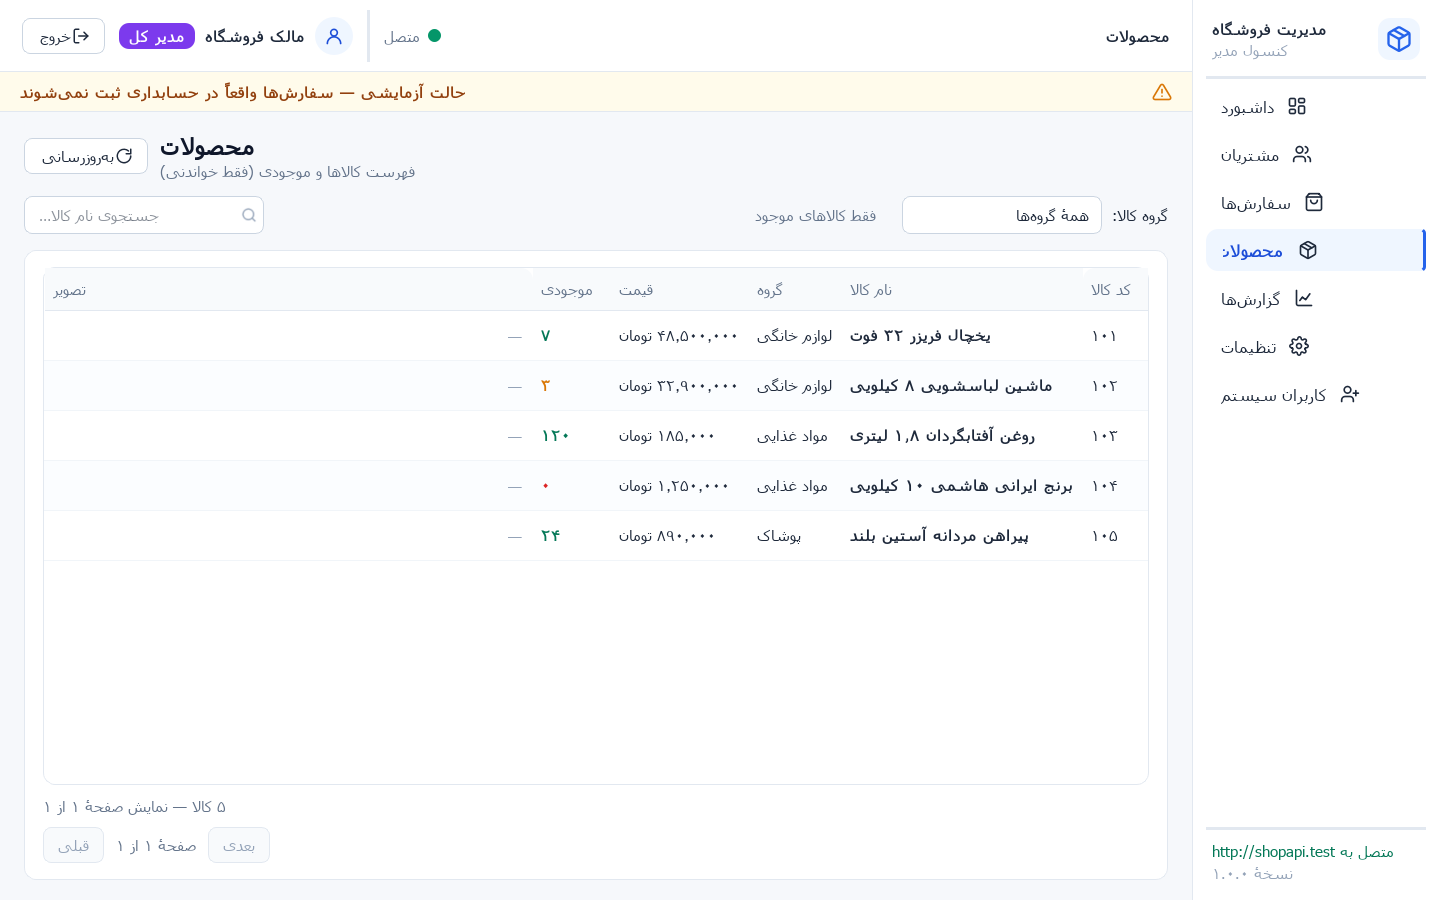 مدیریت فروشگاه
کنسول مدیر
داشبورد
مشتریان
سفارش‌ها
محصولات
گزارش‌ها
تنظیمات
کاربران سیستم
متصل به http://shopapi.test
نسخهٔ ۱.۰.۰
محصولات
متصل
مالک فروشگاه
مدیر کل
خروج
حالت آزمایشی — سفارش‌ها واقعاً در حسابداری ثبت نمی‌شوند
محصولات
فهرست کالاها و موجودی (فقط خواندنی)
به‌روزرسانی
گروه کالا:
همهٔ گروه‌ها
فقط کالاهای موجود
جستجوی نام کالا...
کد کالا نام کالا گروه قیمت موجودی تصویر
۱۰۱ یخچال فریزر ۳۲ فوت لوازم خانگی ۴۸,۵۰۰,۰۰۰ تومان ۷ —
۱۰۲ ماشین لباسشویی ۸ کیلویی لوازم خانگی ۳۲,۹۰۰,۰۰۰ تومان ۳ —
۱۰۳ روغن آفتابگردان ۱,۸ لیتری مواد غذایی ۱۸۵,۰۰۰ تومان ۱۲۰ —
۱۰۴ برنج ایرانی هاشمی ۱۰ کیلویی مواد غذایی ۱,۲۵۰,۰۰۰ تومان ۰ —
۱۰۵ پیراهن مردانه آستین بلند پوشاک ۸۹۰,۰۰۰ تومان ۲۴ —
۵ کالا — نمایش صفحهٔ ۱ از ۱
بعدی
صفحهٔ ۱ از ۱
قبلی